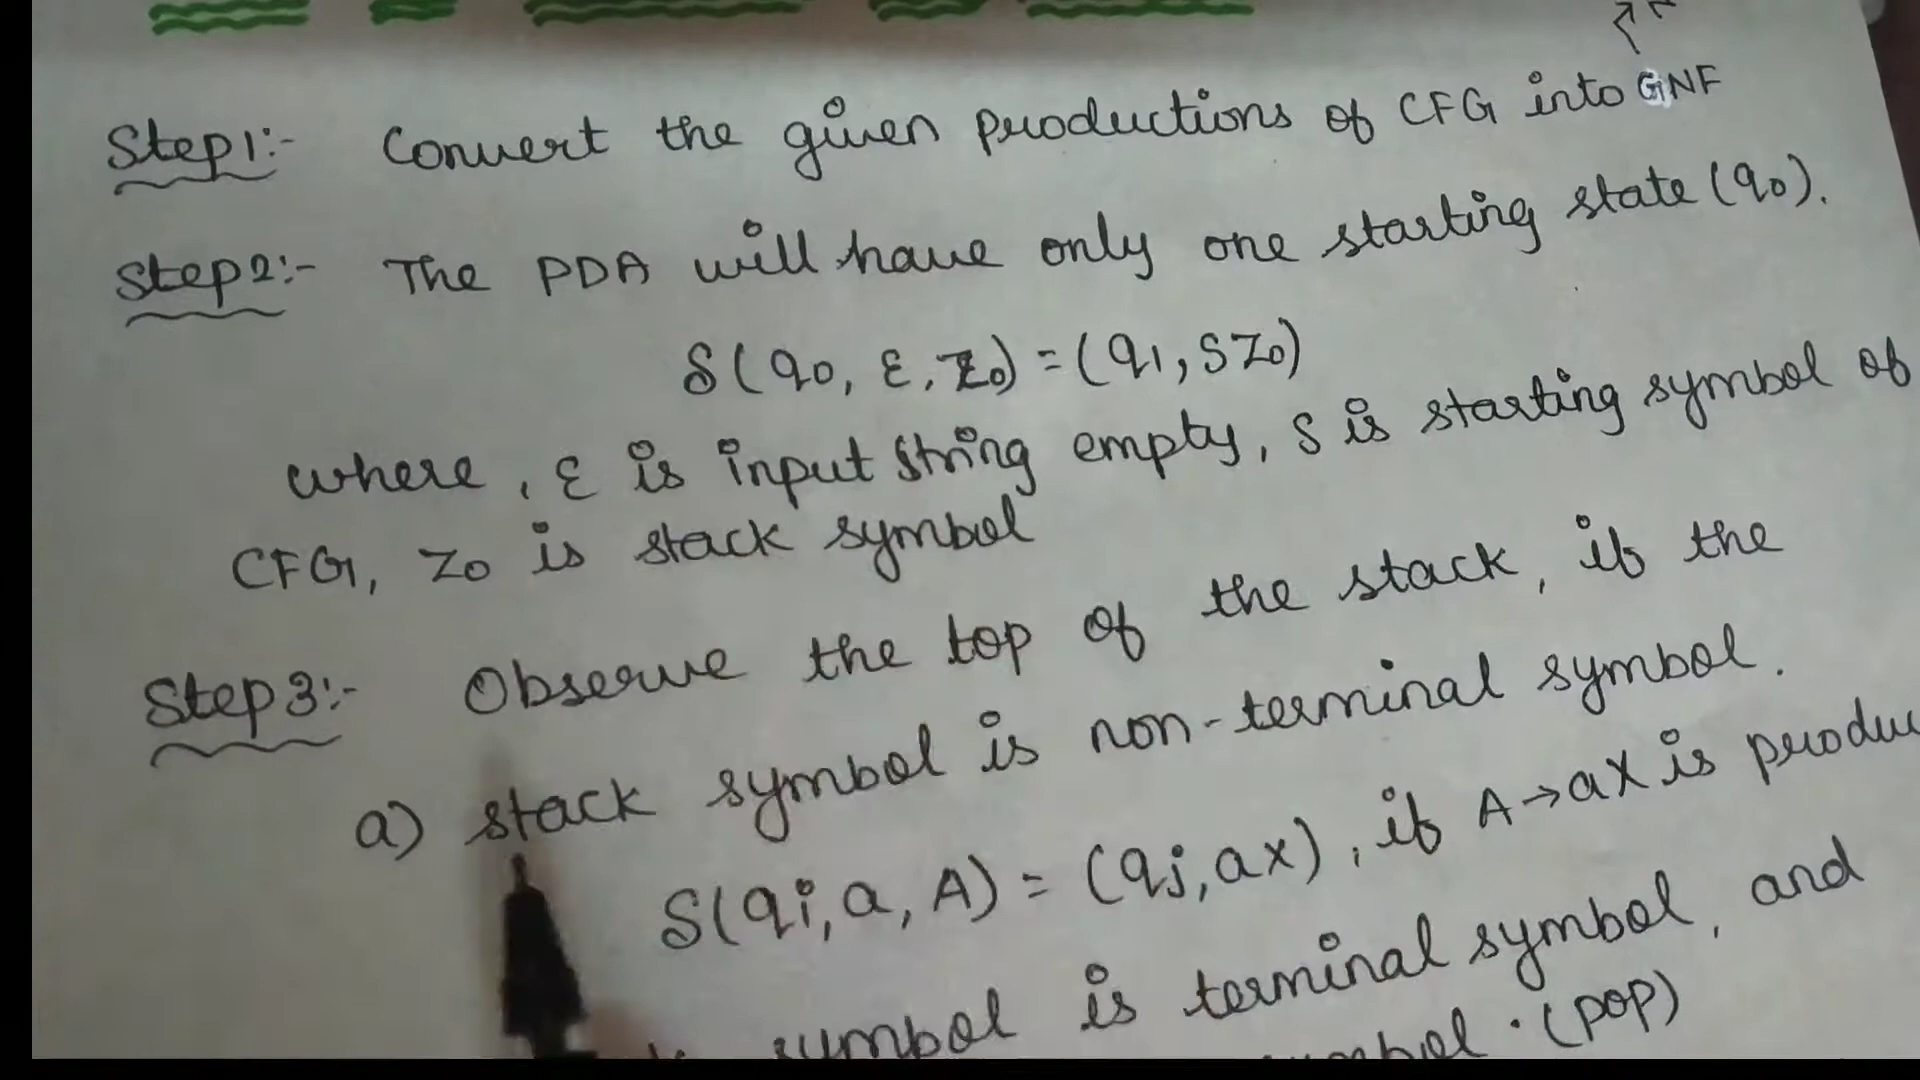 Step1:- Convert the given productions of CFG into GNF
Step2:- The PDA will have only one starting state (q0).
δ(q0, ε, z0) = (q1, Sz0)
where, ε is input string empty, S is starting symbol of
CFG, z0 is stack symbol
Step3:- Observe the top of the stack, if the
a) stack symbol is non-terminal symbol.
δ(qi, a, A) = (qj, ax), if A→ax is produc
symbol is terminal symbol, and
symbol. (pop)